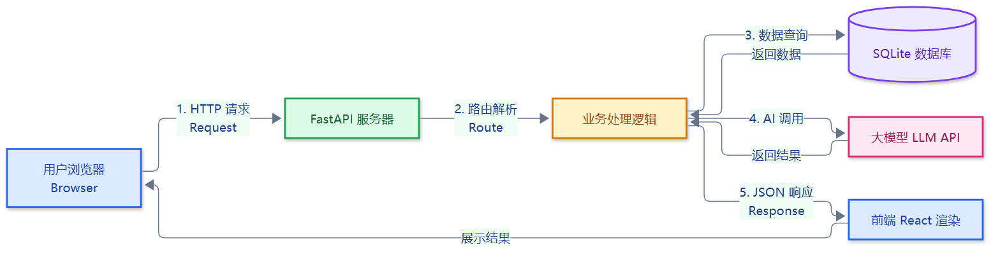 用户浏览器
Browser
1. HTTP 请求
Request
FastAPI 服务器
2. 路由解析
Route
业务处理逻辑
3. 数据查询
返回数据
SQLite 数据库
4. AI 调用
返回结果
大模型 LLM API
5. JSON 响应
Response
前端 React 渲染
展示结果